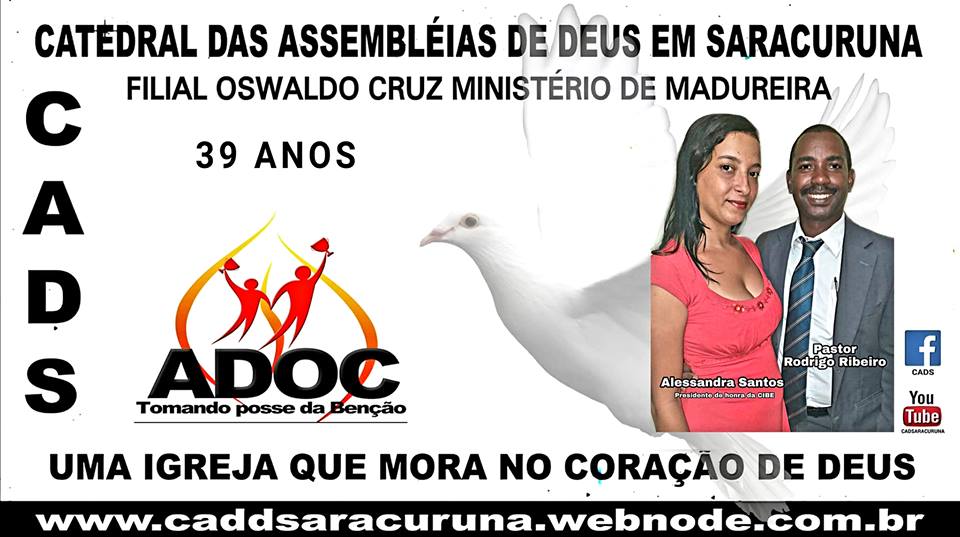 CATEDRAL DAS ASSEMBLÉIAS DE DEUS EM SARACURUNA
FILIAL OSWALDO CRUZ MINISTÉRIO DE MADUREIRA
CADS
39 ANOS
ADOC
Tomando posse da Benção
Pastor
Rodrigo Ribeiro
Alessandra Santos
Presidente de honra da CIBE
CADS
YouTube
CADSARACURUNA
UMA IGREJA QUE MORA NO CORAÇÃO DE DEUS
www.caddsaracuruna.webnode.com.br